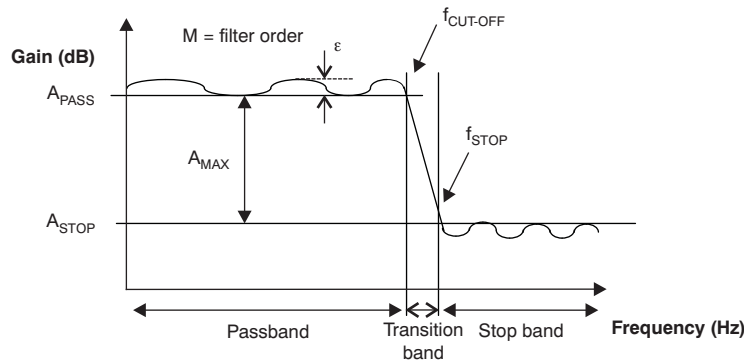 f_CUT-OFF
M = filter order
ε
Gain (dB)
A_PASS
f_STOP
A_MAX
A_STOP
Passband
Transition
band
Stop band
Frequency (Hz)